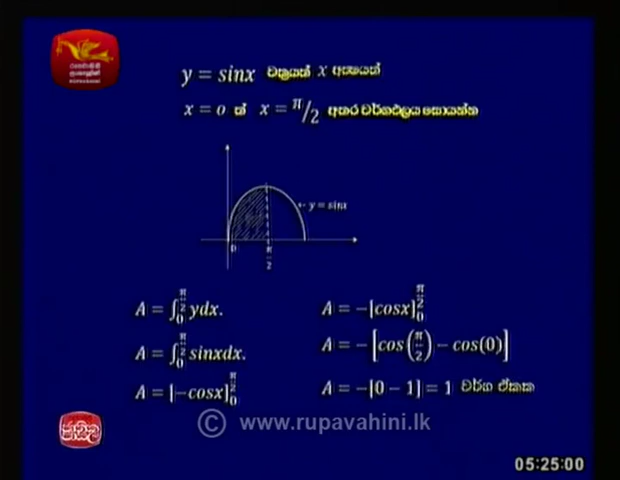 y = sinx වක්‍රයත් x අක්ෂයත්
x = 0 ත් x = π/2 අතර වර්ගඵලය සොයන්න
← y = sinx
0
π/2
A = ∫₀^(π/2) ydx.
A = ∫₀^(π/2) sinxdx.
A = [−cosx]₀^(π/2)
A = −[cosx]₀^(π/2)
A = −[cos(π/2) − cos(0)]
A = −[0 − 1] = 1 වර්ග ඒකක
© www.rupavahini.lk
05:25:00